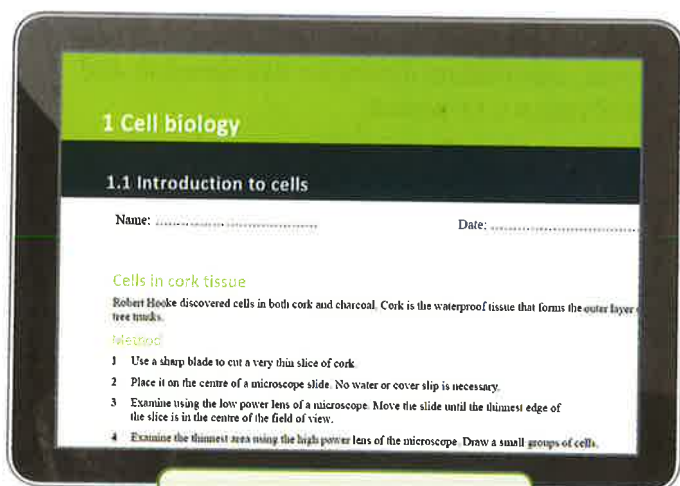 1 Cell biology
1.1 Introduction to cells
Name: ........................................ Date: ....................................
Cells in cork tissue
Robert Hooke discovered cells in both cork and charcoal. Cork is the waterproof tissue that forms the outer layer
tree trunks.
Method
1 Use a sharp blade to cut a very thin slice of cork.
2 Place it on the centre of a microscope slide. No water or cover slip is necessary.
3 Examine using the low power lens of a microscope. Move the slide until the thinnest edge of
the slice is in the centre of the field of view.
4 Examine the thinnest area using the high power lens of the microscope. Draw a small groups of cells.